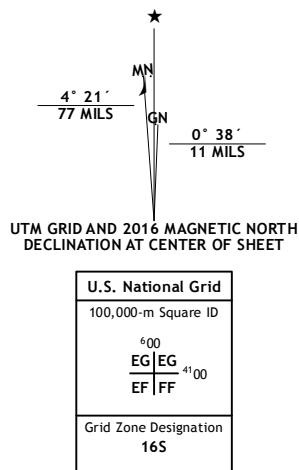 ★
MN
GN
4° 21´
77 MILS
0° 38´
11 MILS
UTM GRID AND 2016 MAGNETIC NORTH
DECLINATION AT CENTER OF SHEET
U.S. National Grid
100,000-m Square ID
⁶00
EG EG
⁴¹00
EF FF
Grid Zone Designation
16S